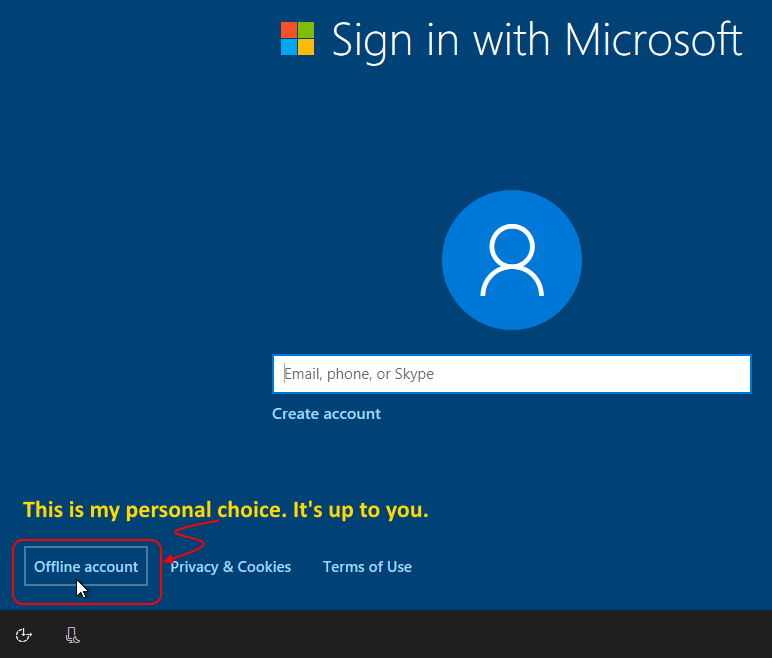 Sign in with Microsoft
Email, phone, or Skype
Create account
This is my personal choice. It's up to you.
Offline account Privacy & Cookies Terms of Use